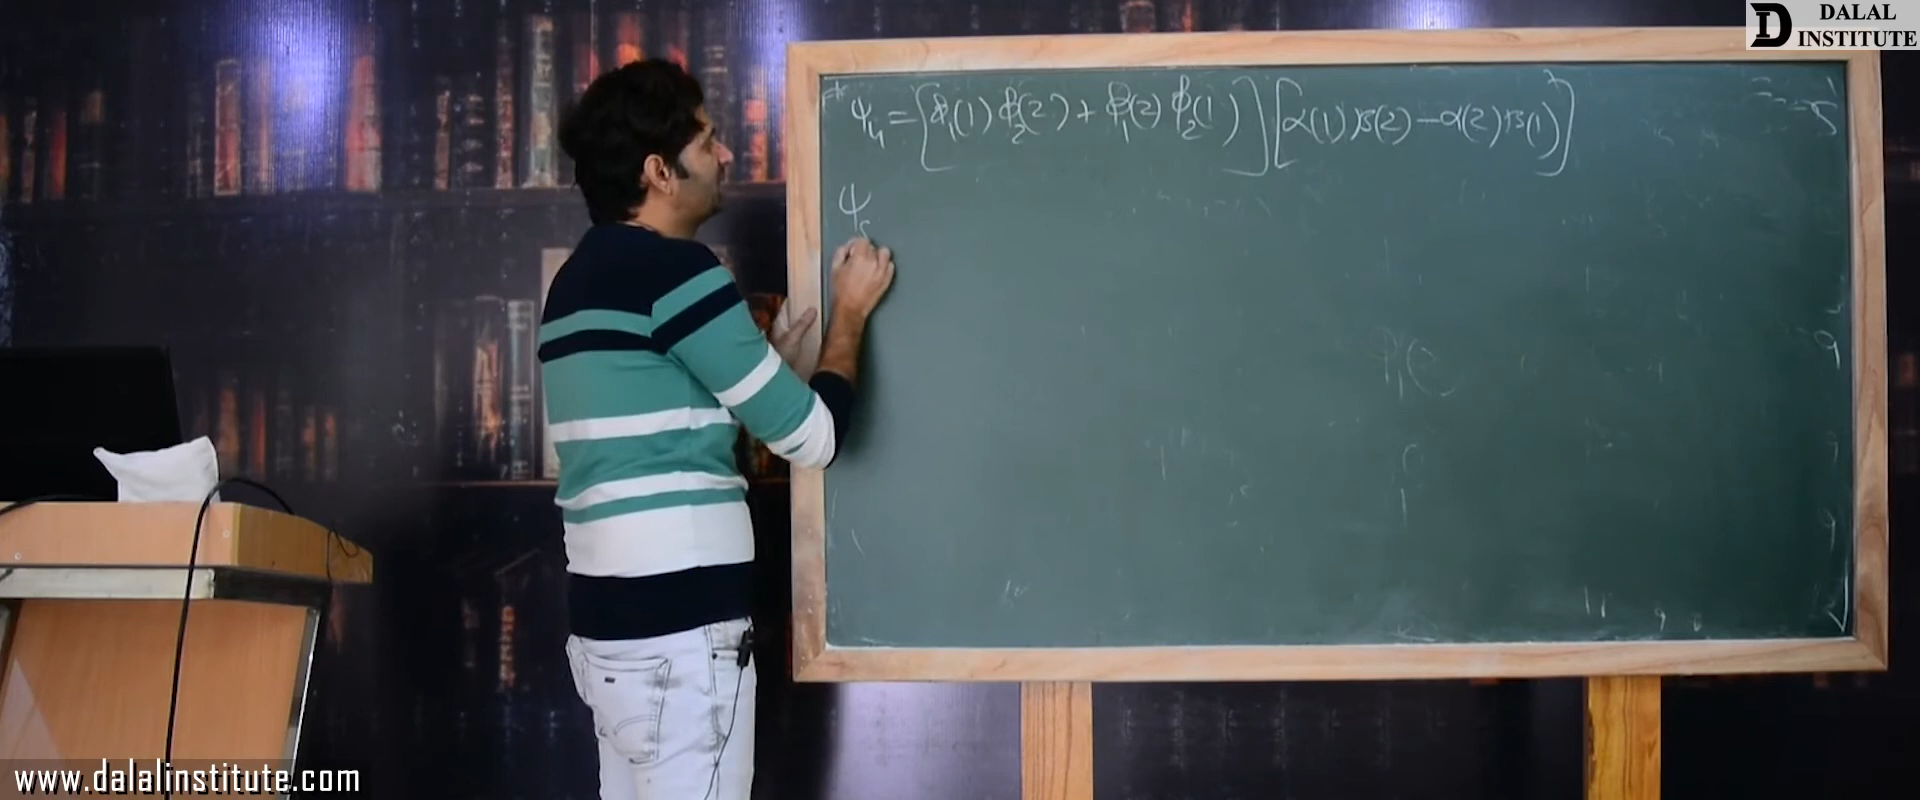 DALAL
INSTITUTE
ψ₄ = [ϕ₁(1) ϕ₂(2) + ϕ₁(2) ϕ₂(1)] [α(1) β(2) − α(2) β(1)]
ψ₅
www.dalalinstitute.com